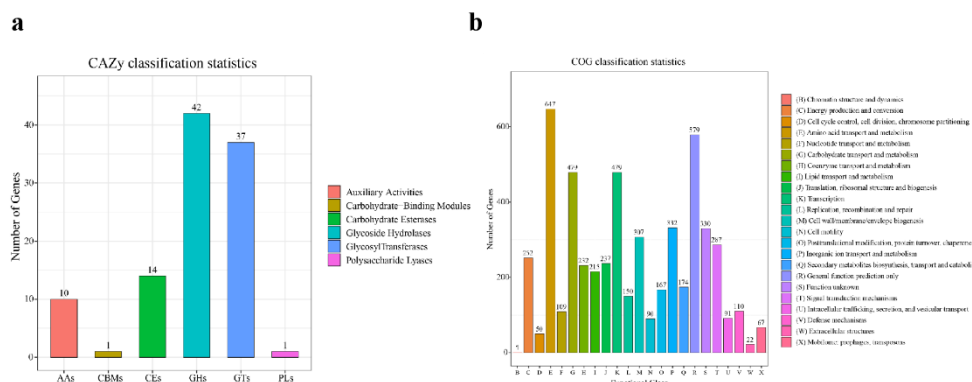 a
CAZy classification statistics
Number of Genes
40
30
20
10
0
10
1
14
42
37
1
AAs
CBMs
CEs
GHs
GTs
PLs
Auxiliary Activities
Carbohydrate-Binding Modules
Carbohydrate Esterases
Glycoside Hydrolases
GlycosylTransferases
Polysaccharide Lyases
b
COG classification statistics
Number of Genes
600
400
200
0
252
50
647
109
479
232
215
237
479
150
307
90
167
332
174
579
330
287
91
110
22
67
B C D E F G H I J K L M N O P Q R S T U V W X
Chromatin structure and dynamics
(C) Energy production and conversion
(D) Cell cycle control, cell division, chromosome partitioning
(E) Amino acid transport and metabolism
(F) Nucleotide transport and metabolism
(G) Carbohydrate transport and metabolism
(H) Coenzyme transport and metabolism
(I) Lipid transport and metabolism
(J) Translation, ribosomal structure and biogenesis
(K) Transcription
(L) Replication, recombination and repair
(M) Cell wall/membrane/envelope biogenesis
(N) Cell motility
(O) Posttranslational modification, protein turnover, chaperone
(P) Inorganic ion transport and metabolism
(Q) Secondary metabolites biosynthesis, transport and cataboli
(R) General function prediction only
(S) Function unknown
(T) Signal transduction mechanisms
(U) Intracellular trafficking, secretion, and vesicular transport
(V) Defense mechanisms
(W) Extracellular structures
(X) Mobilome: prophages, transposons